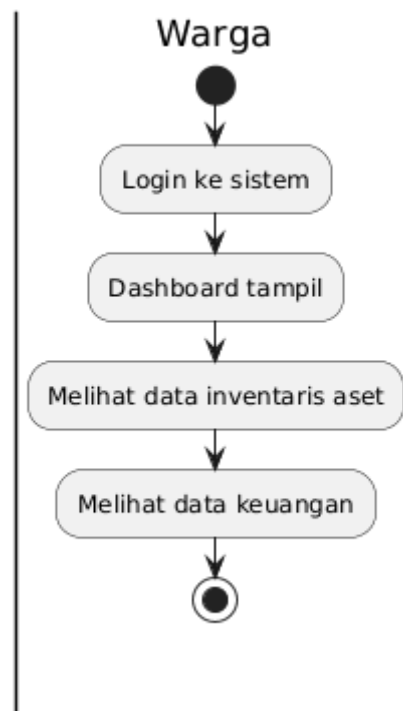 Warga
Login ke sistem
Dashboard tampil
Melihat data inventaris aset
Melihat data keuangan